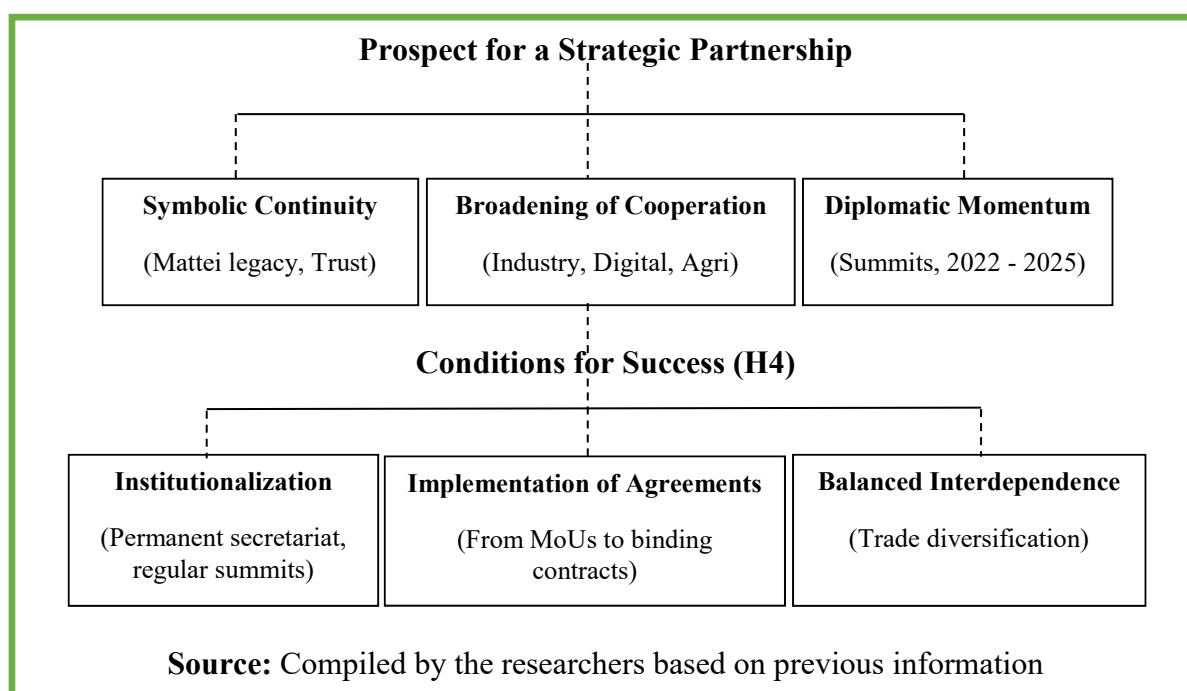 Prospect for a Strategic Partnership
Symbolic Continuity
(Mattei legacy, Trust)
Broadening of Cooperation
(Industry, Digital, Agri)
Diplomatic Momentum
(Summits, 2022 - 2025)
Conditions for Success (H4)
Institutionalization
(Permanent secretariat,
regular summits)
Implementation of Agreements
(From MoUs to binding
contracts)
Balanced Interdependence
(Trade diversification)
Source: Compiled by the researchers based on previous information